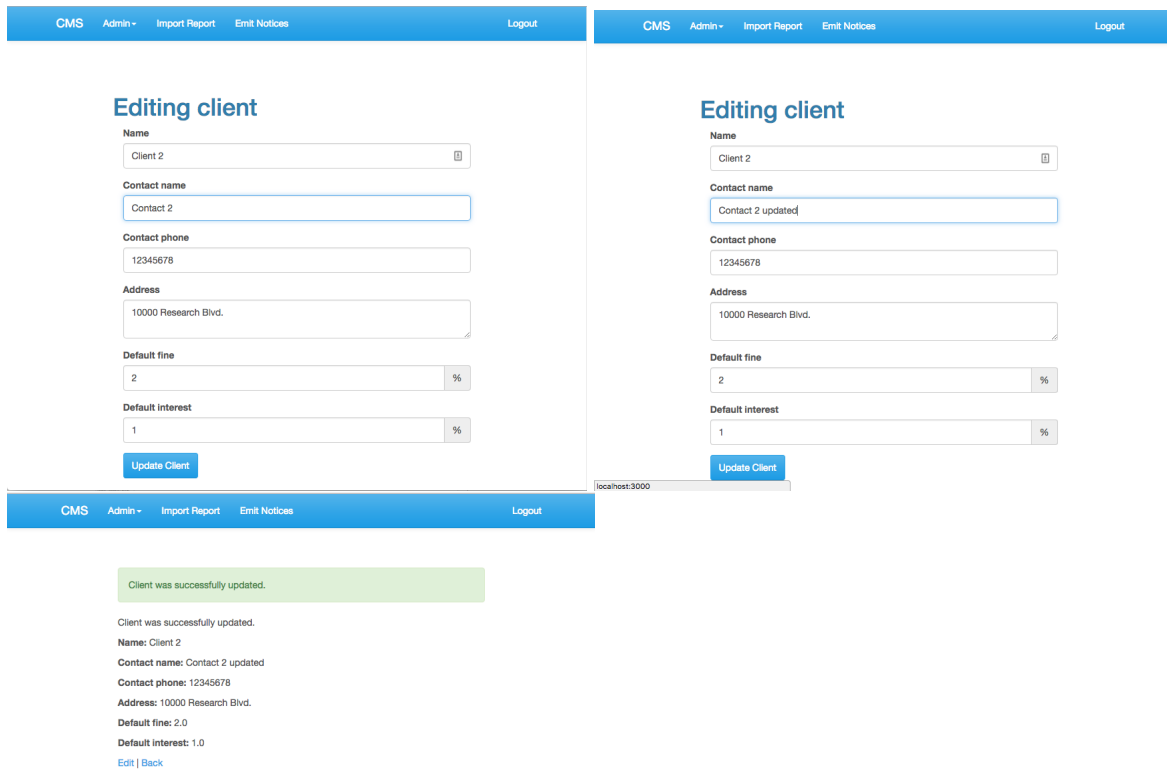 CMS Admin Import Report Emit Notices Logout
Editing client
Name
Client 2
Contact name
Contact 2
Contact phone
12345678
Address
10000 Research Blvd.
Default fine
2 %
Default interest
1 %
Update Client
CMS Admin Import Report Emit Notices Logout
Editing client
Name
Client 2
Contact name
Contact 2 updated
Contact phone
12345678
Address
10000 Research Blvd.
Default fine
2 %
Default interest
1 %
Update Client
localhost:3000
CMS Admin Import Report Emit Notices Logout
Client was successfully updated.
Client was successfully updated.
Name: Client 2
Contact name: Contact 2 updated
Contact phone: 12345678
Address: 10000 Research Blvd.
Default fine: 2.0
Default interest: 1.0
Edit | Back